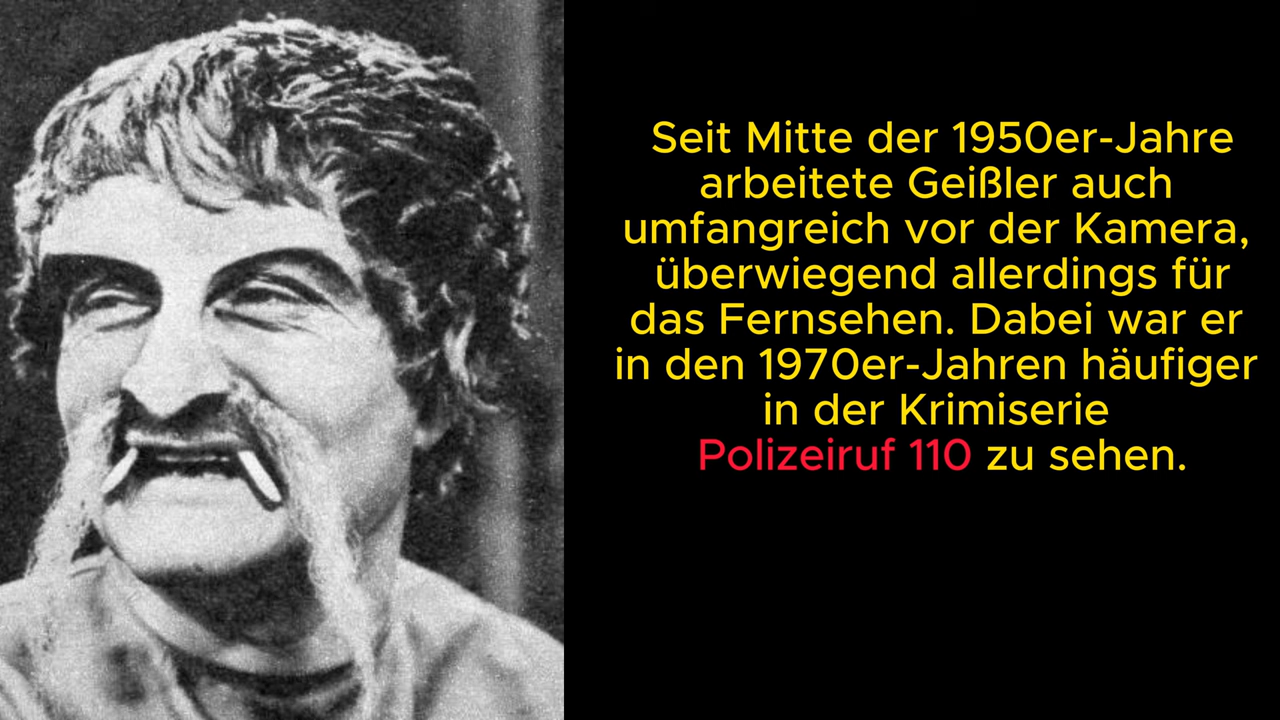 Seit Mitte der 1950er-Jahre
arbeitete Geißler auch
umfangreich vor der Kamera,
überwiegend allerdings für
das Fernsehen. Dabei war er
in den 1970er-Jahren häufiger
in der Krimiserie
Polizeiruf 110 zu sehen.